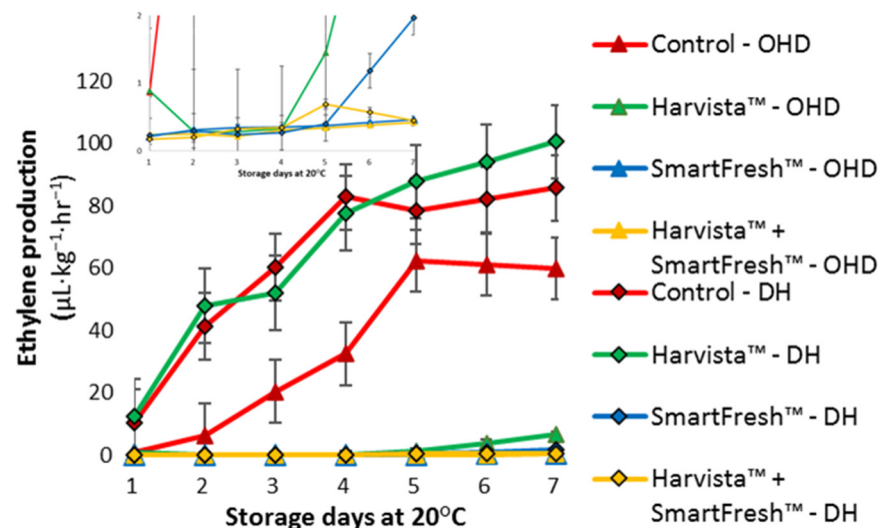 2
1
0
1 2 3 4 5 6 7
Storage days at 20°C
120
100
80
60
40
20
0
Ethylene production
(µL·kg⁻¹·hr⁻¹)
1 2 3 4 5 6 7
Storage days at 20°C
Control - OHD
Harvista™ - OHD
SmartFresh™ - OHD
Harvista™ +
SmartFresh™ - OHD
Control - DH
Harvista™ - DH
SmartFresh™ - DH
Harvista™ +
SmartFresh™ - DH